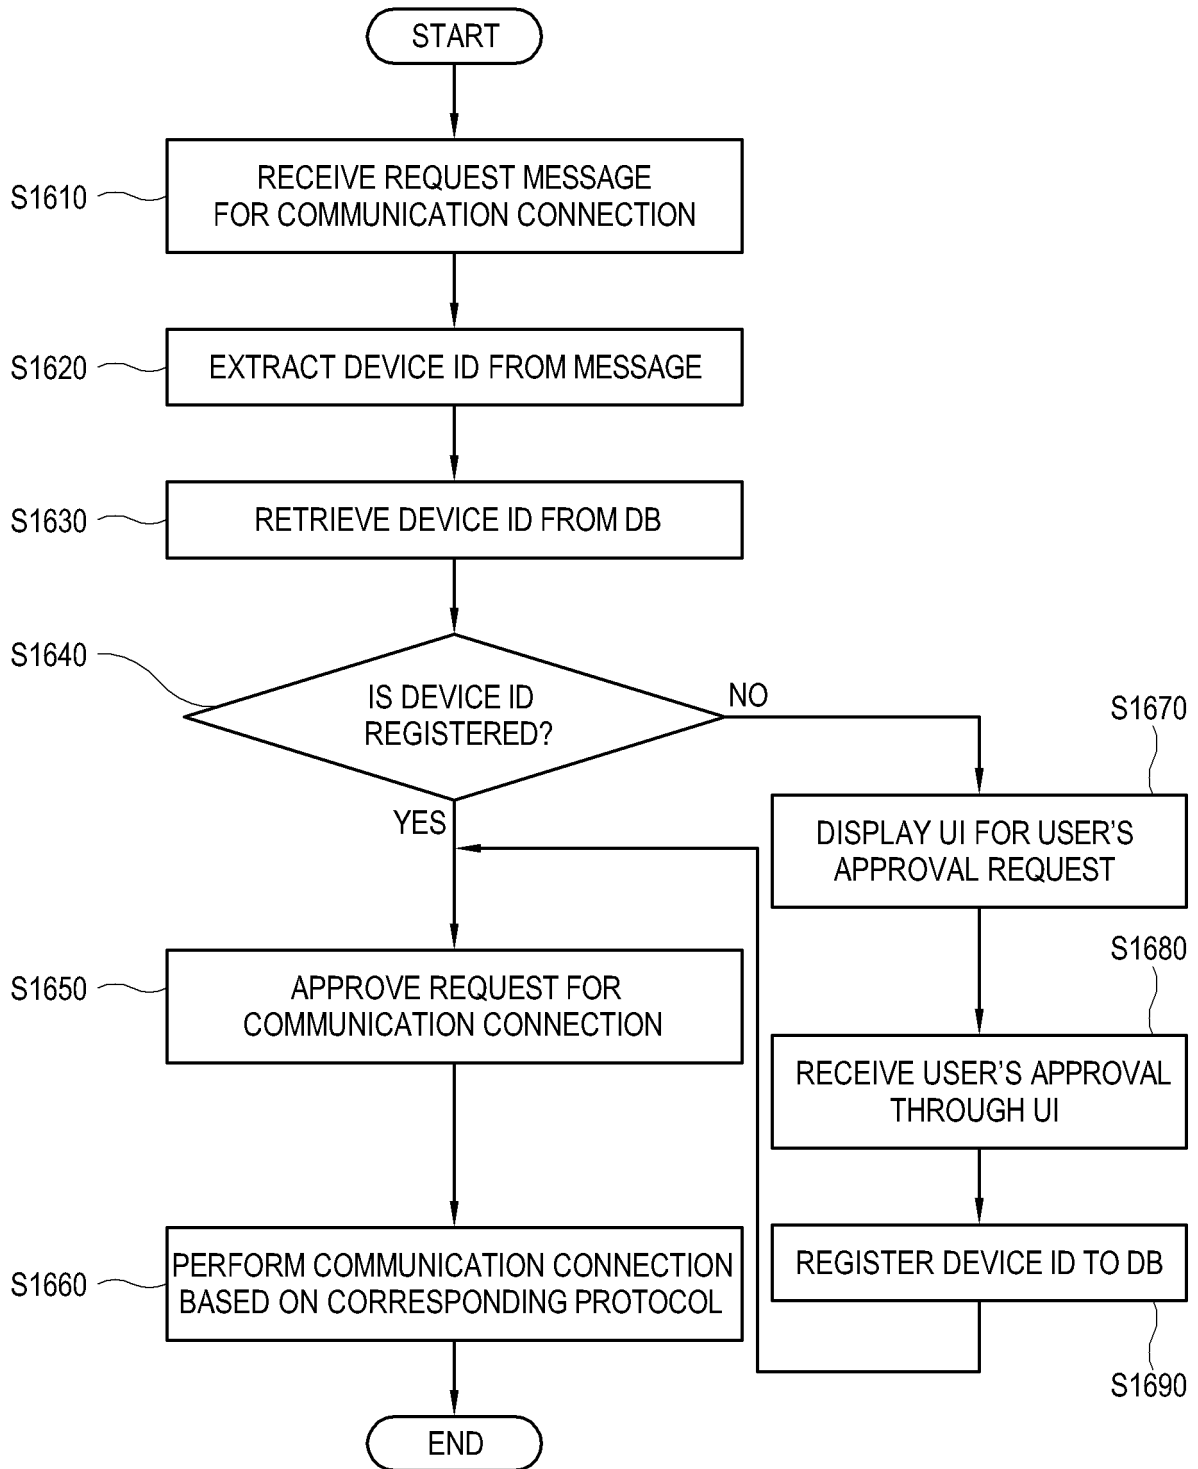 START
S1610
RECEIVE REQUEST MESSAGE
FOR COMMUNICATION CONNECTION
S1620
EXTRACT DEVICE ID FROM MESSAGE
S1630
RETRIEVE DEVICE ID FROM DB
S1640
IS DEVICE ID
REGISTERED?
NO
YES
S1670
DISPLAY UI FOR USER'S
APPROVAL REQUEST
S1650
APPROVE REQUEST FOR
COMMUNICATION CONNECTION
S1680
RECEIVE USER'S APPROVAL
THROUGH UI
S1660
PERFORM COMMUNICATION CONNECTION
BASED ON CORRESPONDING PROTOCOL
REGISTER DEVICE ID TO DB
S1690
END